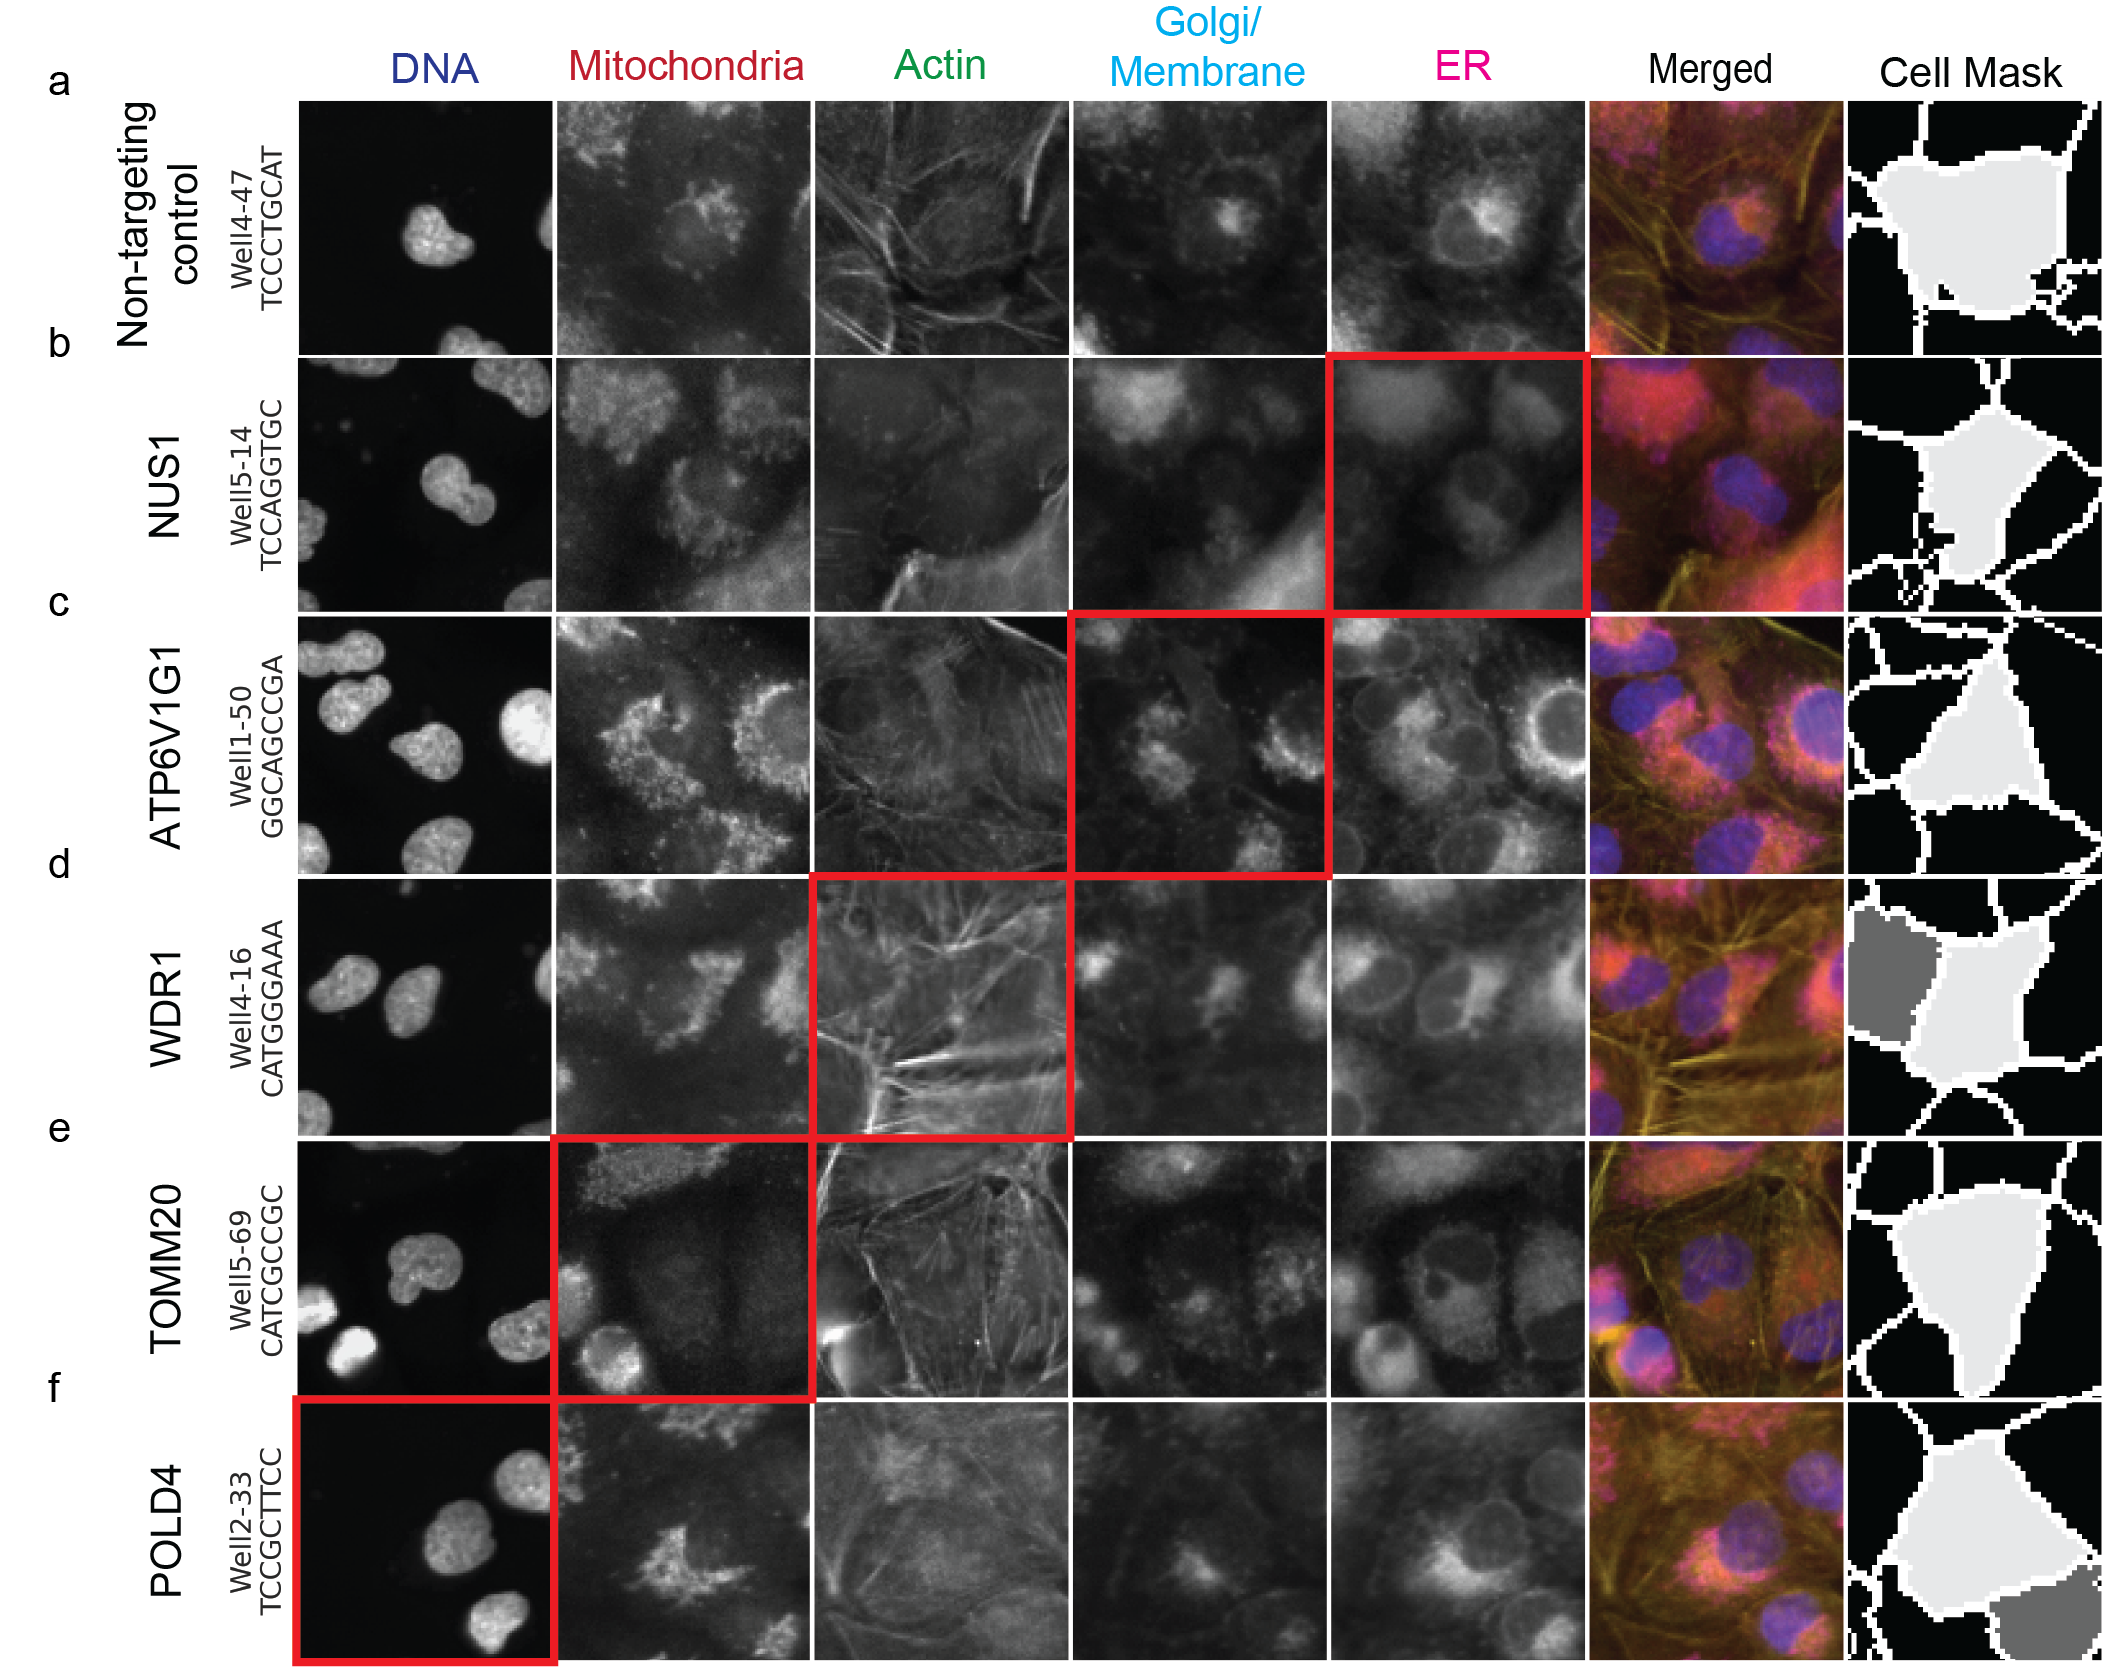 a
DNA
Mitochondria
Actin
Golgi/
Membrane
ER
Merged
Cell Mask
Non-targeting
control
Well4-47
TCCCTGCAT
b
NUS1
Well5-14
TCCAGGTGC
c
ATP6V1G1
Well1-50
GGCAGCCGA
d
WDR1
Well4-16
CATGGGAAA
e
TOMM20
Well5-69
CATCGCCGC
f
POLD4
Well2-33
TCCGCTTCC